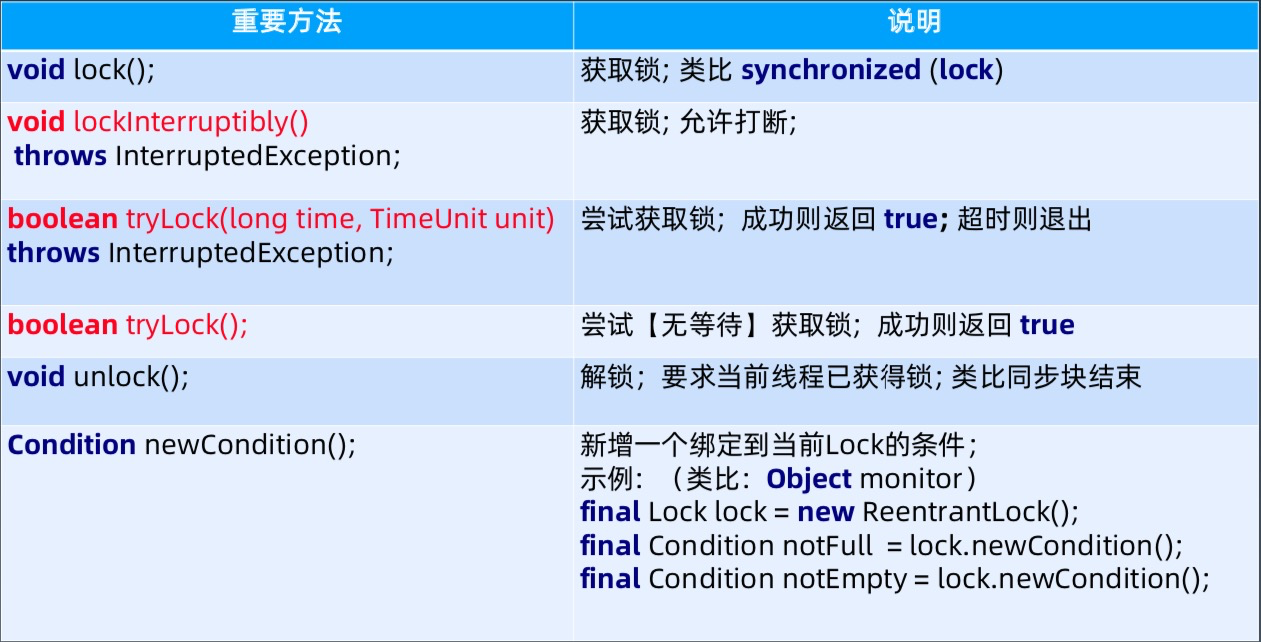 重要方法
说明
void lock();
获取锁; 类比 synchronized (lock)
void lockInterruptibly()
throws InterruptedException;
获取锁; 允许打断;
boolean tryLock(long time, TimeUnit unit)
throws InterruptedException;
尝试获取锁；成功则返回 true; 超时则退出
boolean tryLock();
尝试【无等待】获取锁；成功则返回 true
void unlock();
解锁；要求当前线程已获得锁; 类比同步块结束
Condition newCondition();
新增一个绑定到当前Lock的条件；
示例：（类比：Object monitor）
final Lock lock = new ReentrantLock();
final Condition notFull = lock.newCondition();
final Condition notEmpty = lock.newCondition();